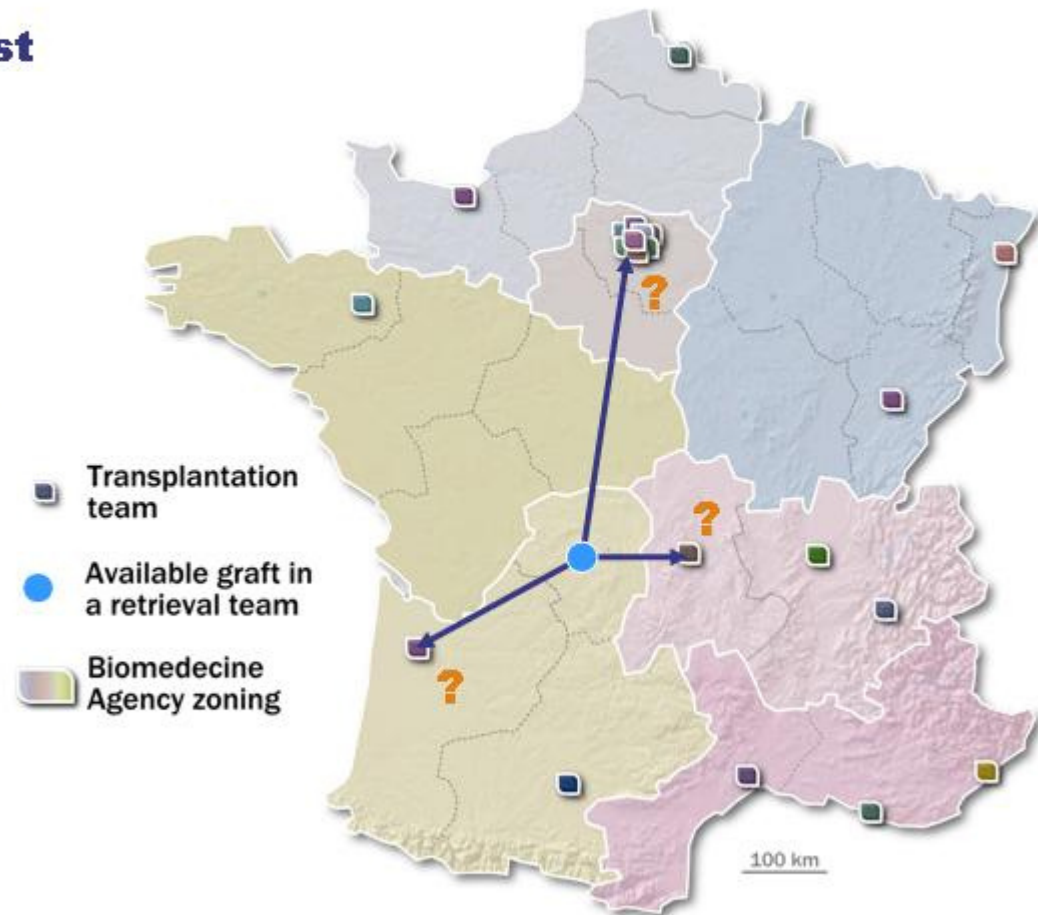 st
?
?
?
Transplantation
team
Available graft in
a retrieval team
Biomedecine
Agency zoning
100 km